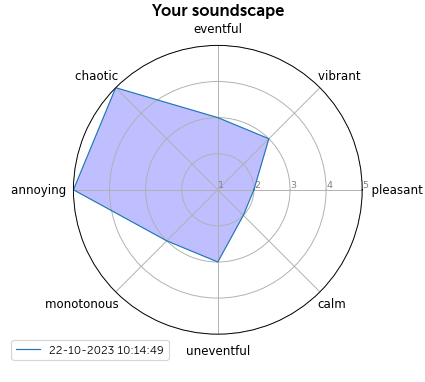 Your soundscape
eventful
chaotic
vibrant
annoying
1 2 3 4 5
pleasant
monotonous
calm
uneventful
22-10-2023 10:14:49